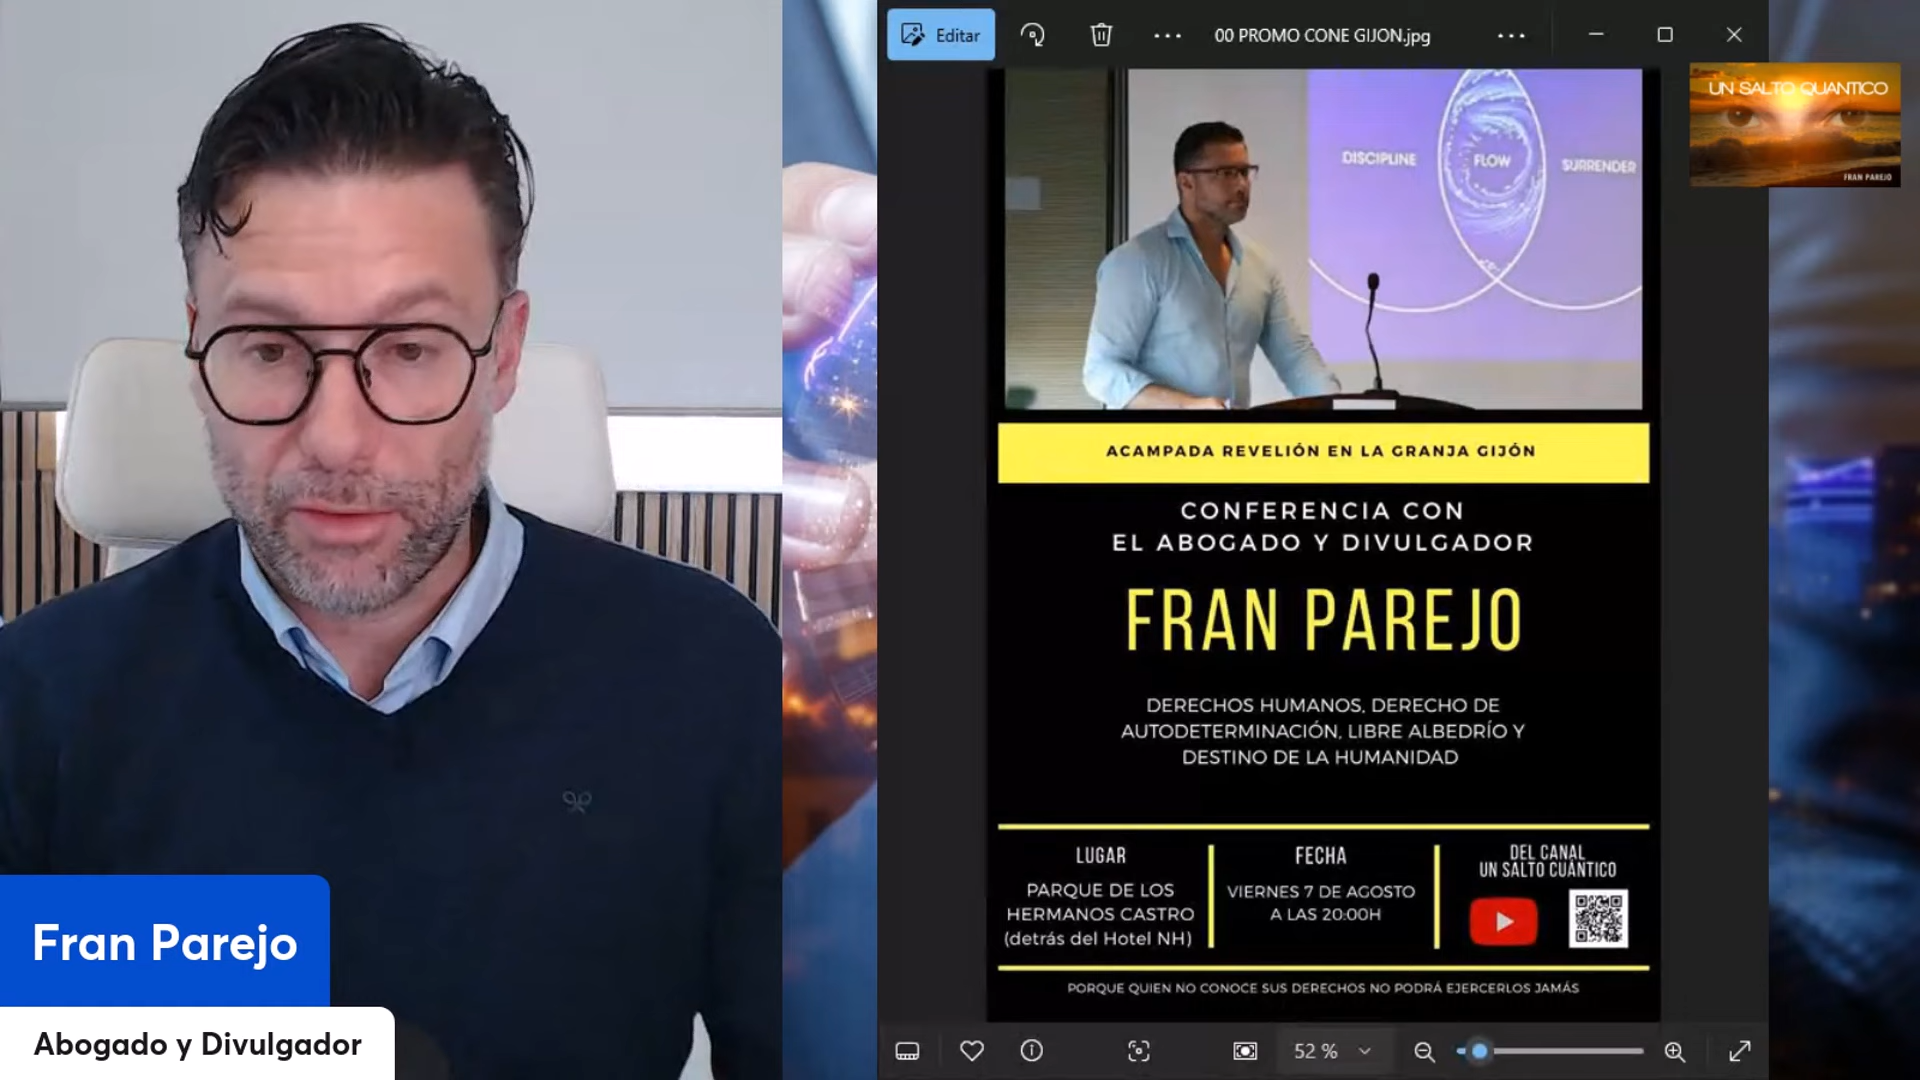 Editar
00 PROMO CONE GIJON.jpg
UN SALTO QUANTICO
FRAN PAREJO
DISCIPLINE
FLOW
SURRENDER
ACAMPADA REVELIÓN EN LA GRANJA GIJÓN
CONFERENCIA CON
EL ABOGADO Y DIVULGADOR
FRAN PAREJO
DERECHOS HUMANOS, DERECHO DE
AUTODETERMINACIÓN, LIBRE ALBEDRÍO Y
DESTINO DE LA HUMANIDAD
LUGAR
PARQUE DE LOS
HERMANOS CASTRO
(detrás del Hotel NH)
FECHA
VIERNES 7 DE AGOSTO
A LAS 20:00H
DEL CANAL
UN SALTO CUÁNTICO
PORQUE QUIEN NO CONOCE SUS DERECHOS NO PODRÁ EJERCERLOS JAMÁS
52 %
Fran Parejo
Abogado y Divulgador